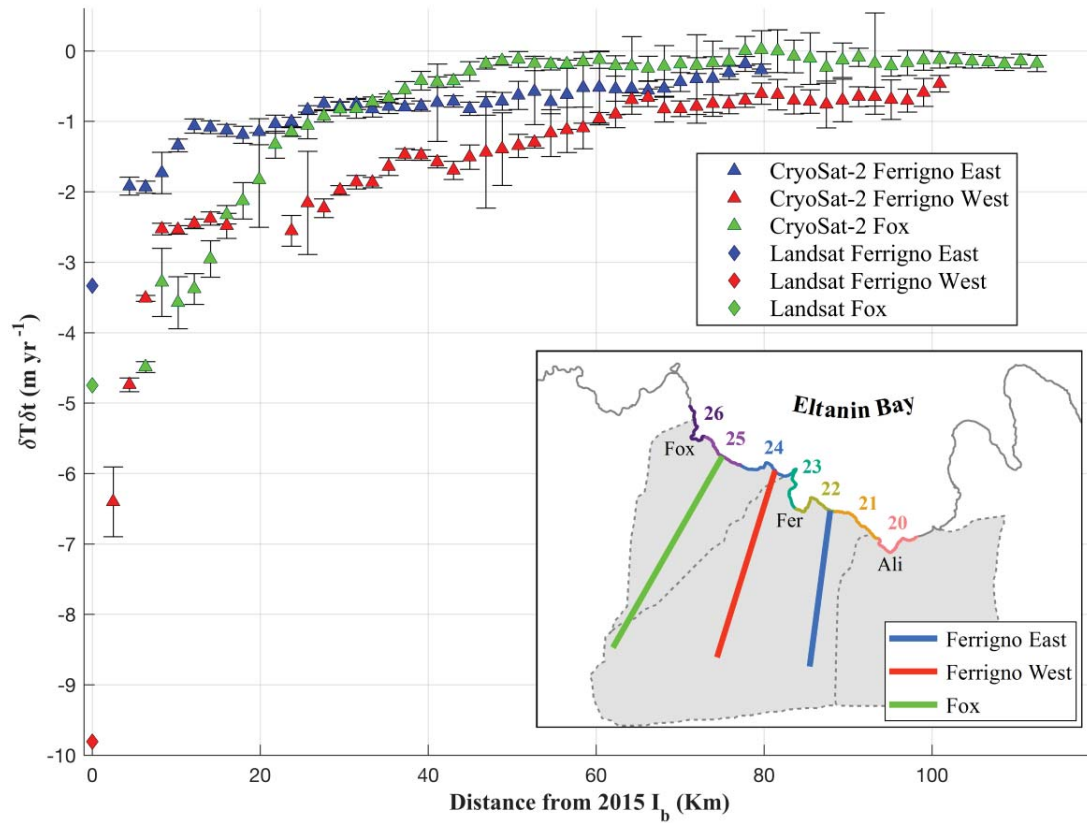 0
-1
-2
-3
-4
-5
-6
-7
-8
-9
-10
δTδt (m yr⁻¹)
CryoSat-2 Ferrigno East
CryoSat-2 Ferrigno West
CryoSat-2 Fox
Landsat Ferrigno East
Landsat Ferrigno West
Landsat Fox
Eltanin Bay
26
Fox
25
24
23
22
Fer
21
20
Ali
Ferrigno East
Ferrigno West
Fox
0 20 40 60 80 100
Distance from 2015 I_b (Km)